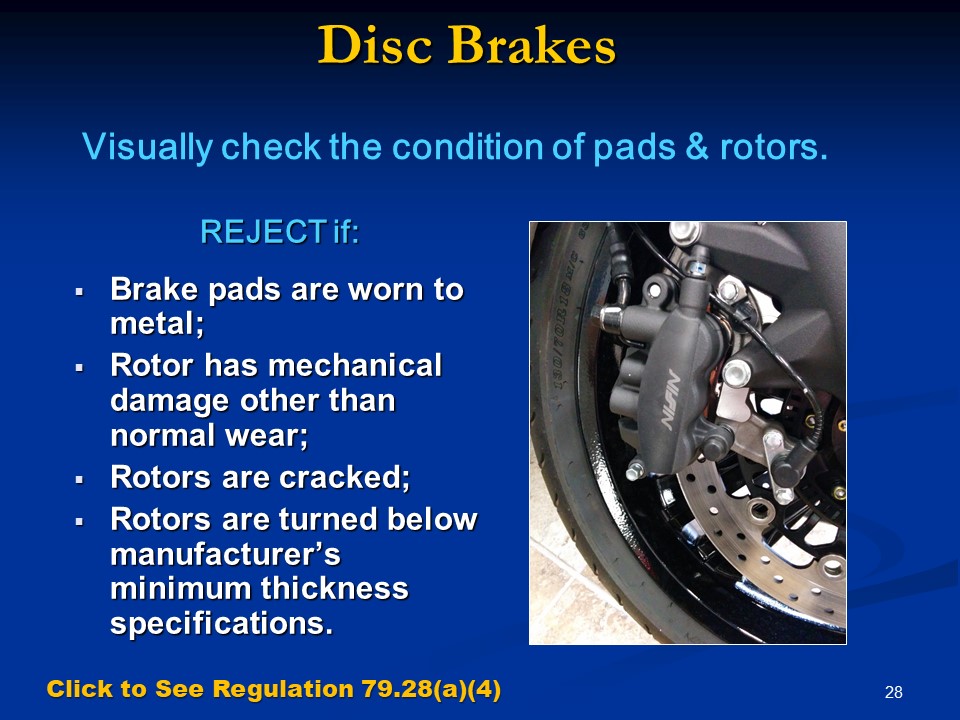 Disc Brakes
Visually check the condition of pads & rotors.
REJECT if:
▪ Brake pads are worn to
metal;
▪ Rotor has mechanical
damage other than
normal wear;
▪ Rotors are cracked;
▪ Rotors are turned below
manufacturer’s
minimum thickness
specifications.
NISSIN
Click to See Regulation 79.28(a)(4)
28